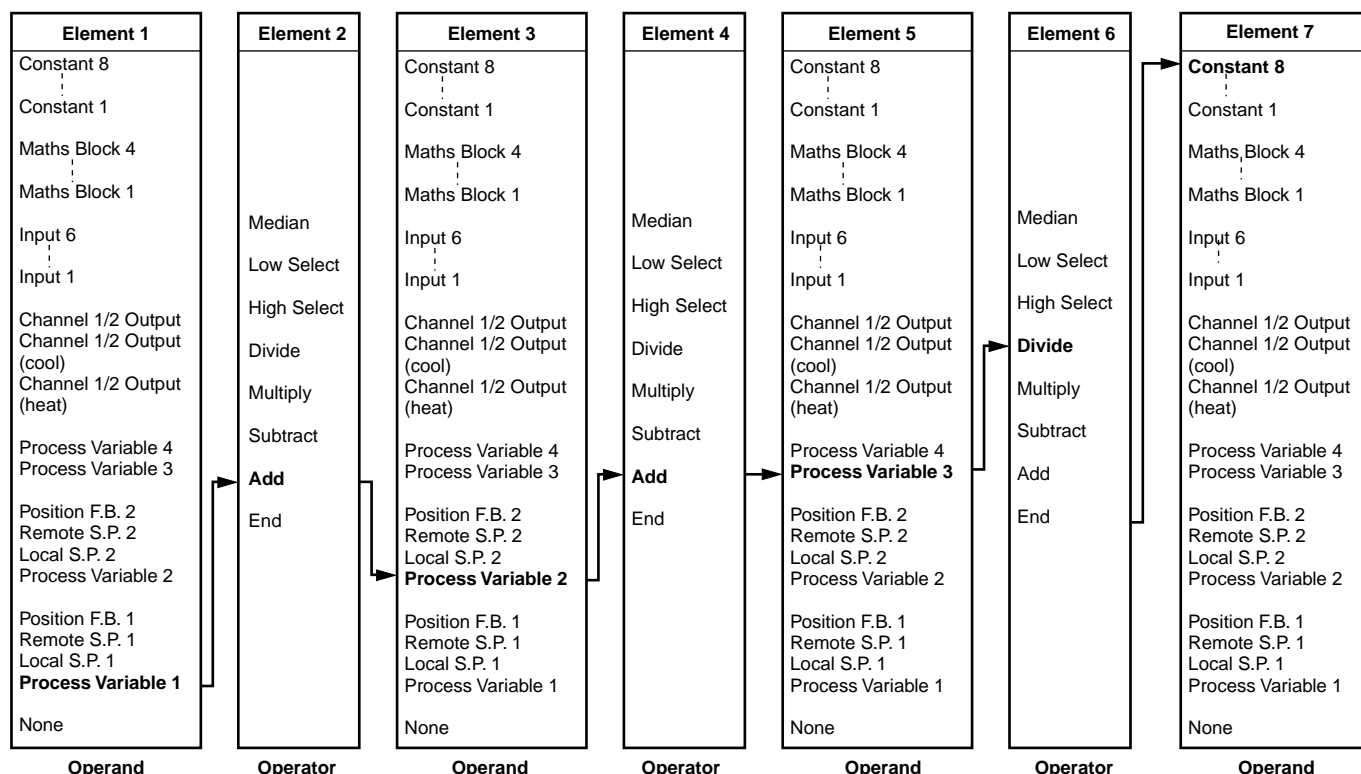 Element 1
Constant 8
Constant 1
Maths Block 4
Maths Block 1
Input 6
Input 1
Channel 1/2 Output
Channel 1/2 Output
(cool)
Channel 1/2 Output
(heat)
Process Variable 4
Process Variable 3
Position F.B. 2
Remote S.P. 2
Local S.P. 2
Process Variable 2
Position F.B. 1
Remote S.P. 1
Local S.P. 1
Process Variable 1
None
Operand
Element 2
Median
Low Select
High Select
Divide
Multiply
Subtract
Add
End
Operator
Element 3
Constant 8
Constant 1
Maths Block 4
Maths Block 1
Input 6
Input 1
Channel 1/2 Output
Channel 1/2 Output
(cool)
Channel 1/2 Output
(heat)
Process Variable 4
Process Variable 3
Position F.B. 2
Remote S.P. 2
Local S.P. 2
Process Variable 2
Position F.B. 1
Remote S.P. 1
Local S.P. 1
Process Variable 1
None
Operand
Element 4
Median
Low Select
High Select
Divide
Multiply
Subtract
Add
End
Operator
Element 5
Constant 8
Constant 1
Maths Block 4
Maths Block 1
Input 6
Input 1
Channel 1/2 Output
Channel 1/2 Output
(cool)
Channel 1/2 Output
(heat)
Process Variable 4
Process Variable 3
Position F.B. 2
Remote S.P. 2
Local S.P. 2
Process Variable 2
Position F.B. 1
Remote S.P. 1
Local S.P. 1
Process Variable 1
None
Operand
Element 6
Median
Low Select
High Select
Divide
Multiply
Subtract
Add
End
Operator
Element 7
Constant 8
Constant 1
Maths Block 4
Maths Block 1
Input 6
Input 1
Channel 1/2 Output
Channel 1/2 Output
(cool)
Channel 1/2 Output
(heat)
Process Variable 4
Process Variable 3
Position F.B. 2
Remote S.P. 2
Local S.P. 2
Process Variable 2
Position F.B. 1
Remote S.P. 1
Local S.P. 1
Process Variable 1
None
Operand